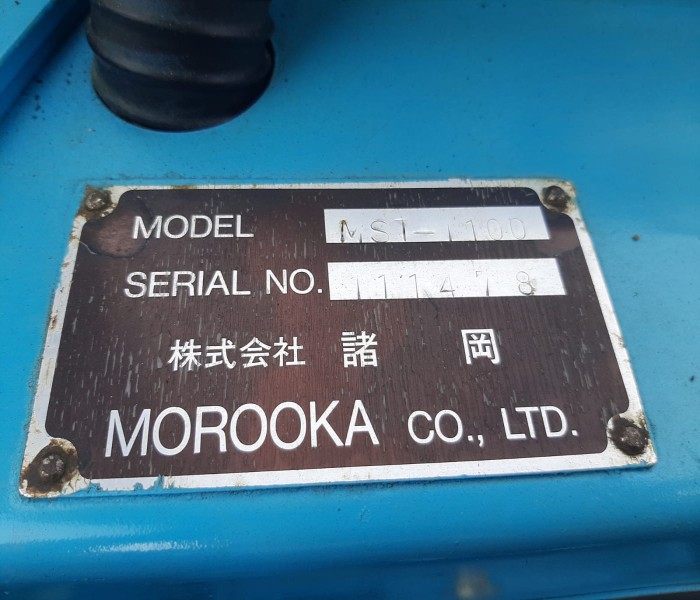 MODEL MST-1100
SERIAL NO. 111478
株式会社 諸 岡
MOROOKA CO., LTD.